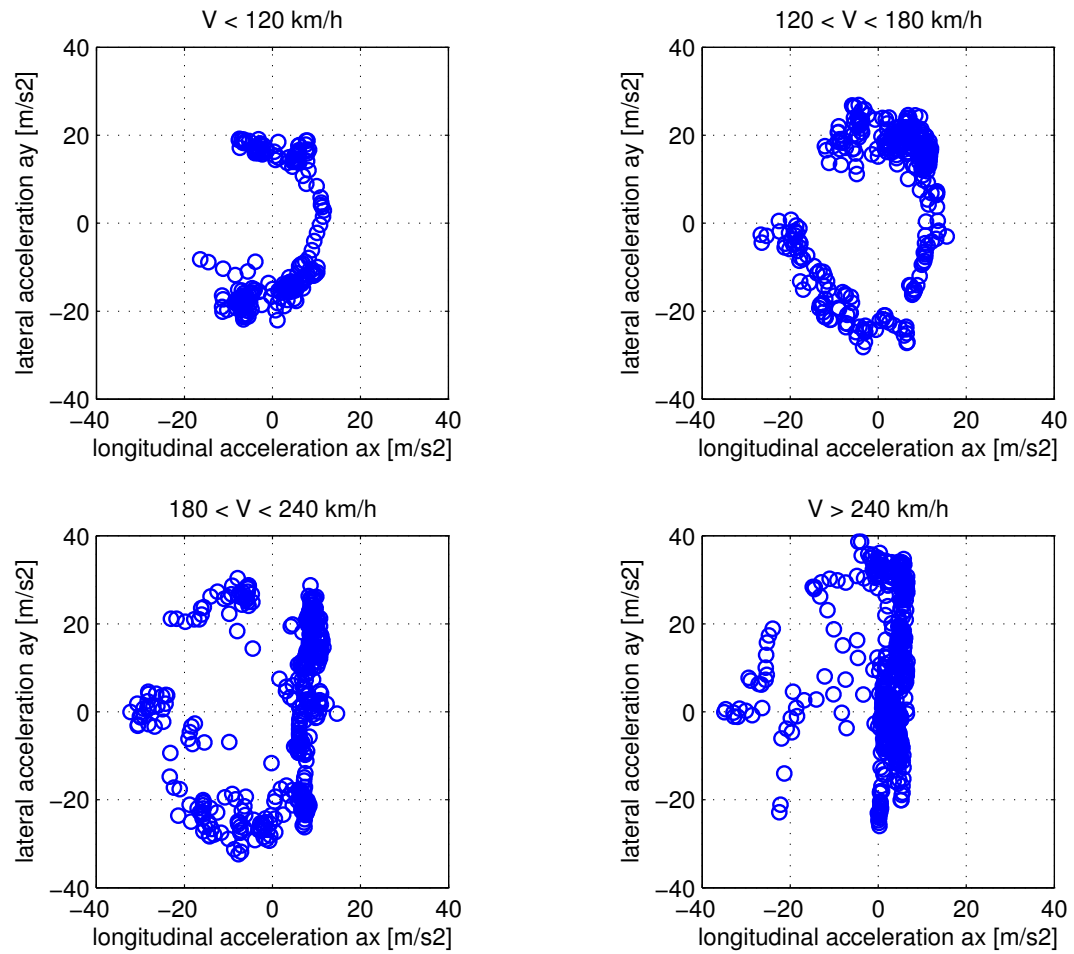 V < 120 km/h
40
20
0
−20
−40
−40 −20 0 20 40
lateral acceleration ay [m/s2]
longitudinal acceleration ax [m/s2]
120 < V < 180 km/h
40
20
0
−20
−40
−40 −20 0 20 40
lateral acceleration ay [m/s2]
longitudinal acceleration ax [m/s2]
180 < V < 240 km/h
40
20
0
−20
−40
−40 −20 0 20 40
lateral acceleration ay [m/s2]
longitudinal acceleration ax [m/s2]
V > 240 km/h
40
20
0
−20
−40
−40 −20 0 20 40
lateral acceleration ay [m/s2]
longitudinal acceleration ax [m/s2]